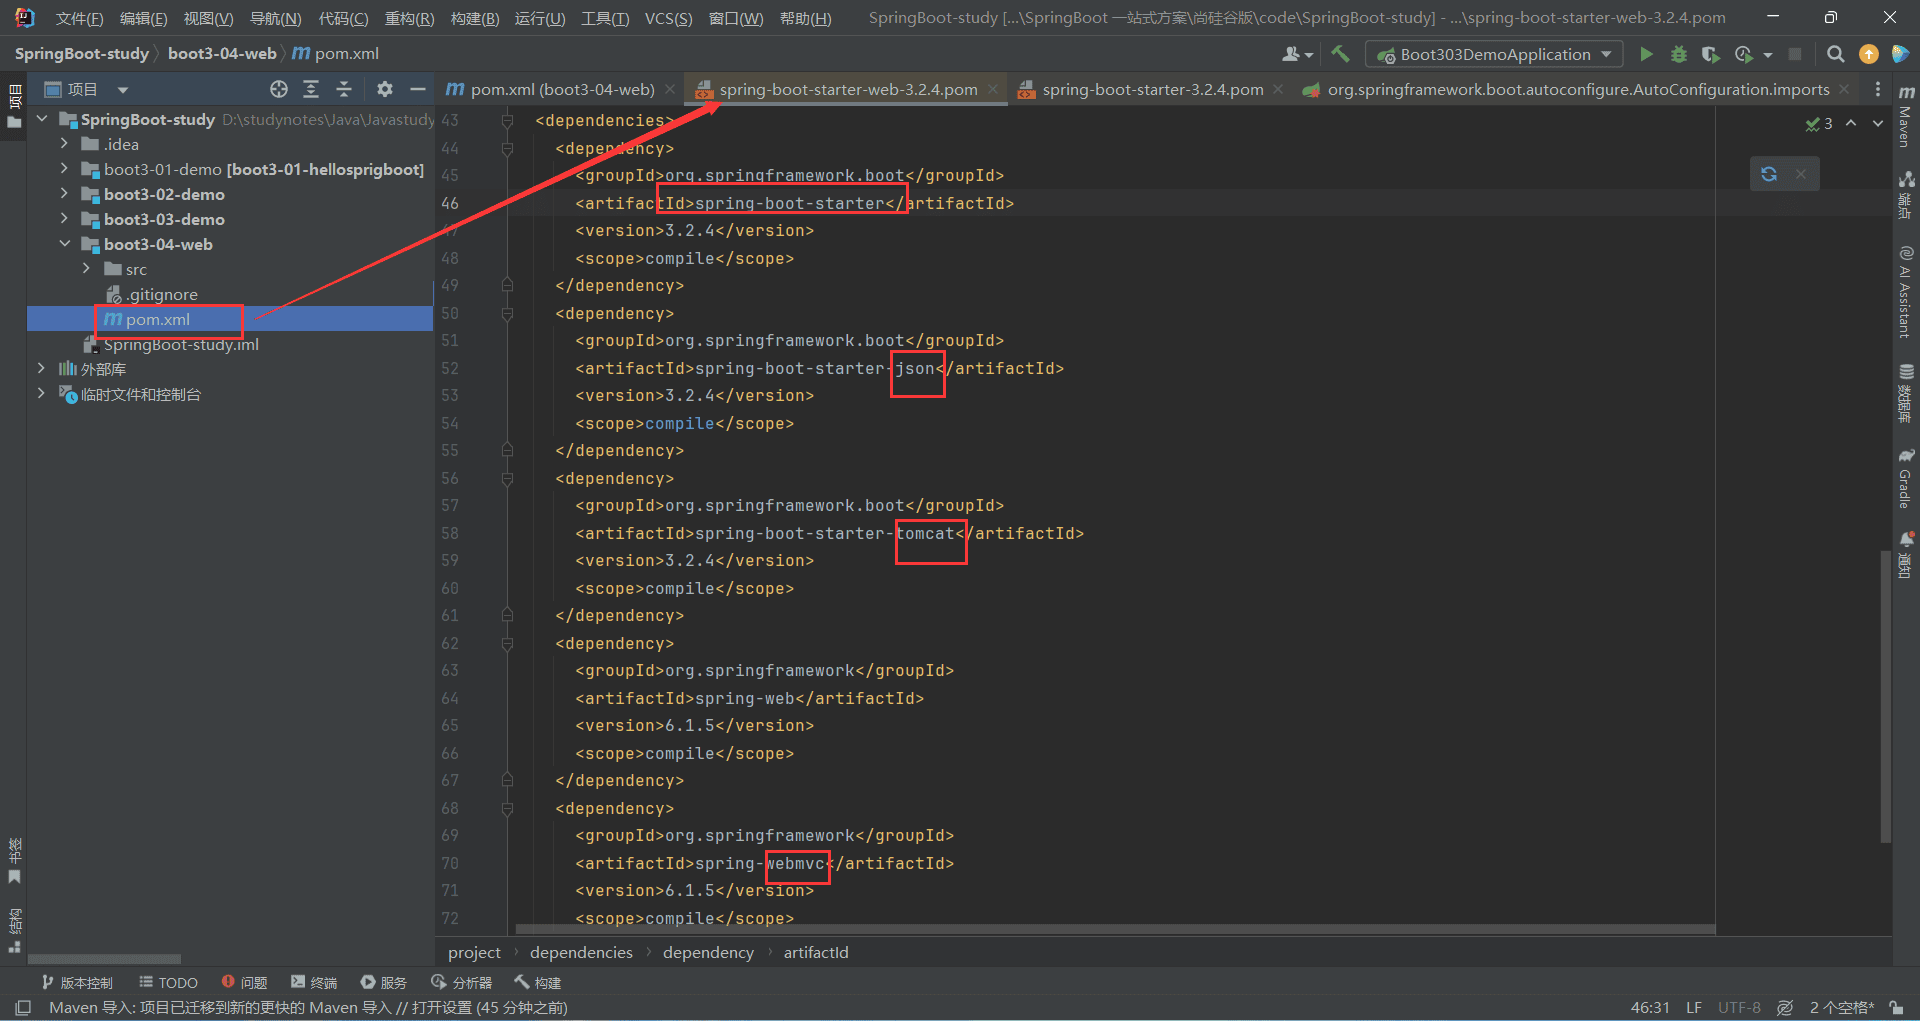 文件(F) 编辑(E) 视图(V) 导航(N) 代码(C) 重构(R) 构建(B) 运行(U) 工具(T) VCS(S) 窗口(W) 帮助(H) SpringBoot-study [...\SpringBoot 一站式方案\尚硅谷版\code\SpringBoot-study] - ...\spring-boot-starter-web-3.2.4.pom
SpringBoot-study boot3-04-web pom.xml Boot303DemoApplication
项目 pom.xml (boot3-04-web) spring-boot-starter-web-3.2.4.pom spring-boot-starter-3.2.4.pom org.springframework.boot.autoconfigure.AutoConfiguration.imports
项目
SpringBoot-study D:\studynotes\Java\Javastudy
.idea
boot3-01-demo [boot3-01-hellosprigboot]
boot3-02-demo
boot3-03-demo
boot3-04-web
src
.gitignore
pom.xml
SpringBoot-study.iml
外部库
临时文件和控制台
43 <dependencies>
44 <dependency>
45 <groupId>org.springframework.boot</groupId>
46 <artifactId>spring-boot-starter</artifactId>
47 <version>3.2.4</version>
48 <scope>compile</scope>
49 </dependency>
50 <dependency>
51 <groupId>org.springframework.boot</groupId>
52 <artifactId>spring-boot-starter-json</artifactId>
53 <version>3.2.4</version>
54 <scope>compile</scope>
55 </dependency>
56 <dependency>
57 <groupId>org.springframework.boot</groupId>
58 <artifactId>spring-boot-starter-tomcat</artifactId>
59 <version>3.2.4</version>
60 <scope>compile</scope>
61 </dependency>
62 <dependency>
63 <groupId>org.springframework</groupId>
64 <artifactId>spring-web</artifactId>
65 <version>6.1.5</version>
66 <scope>compile</scope>
67 </dependency>
68 <dependency>
69 <groupId>org.springframework</groupId>
70 <artifactId>spring-webmvc</artifactId>
71 <version>6.1.5</version>
72 <scope>compile</scope>
3
Maven
端点
AI Assistant
数据库
Gradle
通知
书签
结构
project dependencies dependency artifactId
版本控制 TODO 问题 终端 服务 分析器 构建
Maven 导入: 项目已迁移到新的更快的 Maven 导入 // 打开设置 (45 分钟之前) 46:31 LF UTF-8 2 个空格*